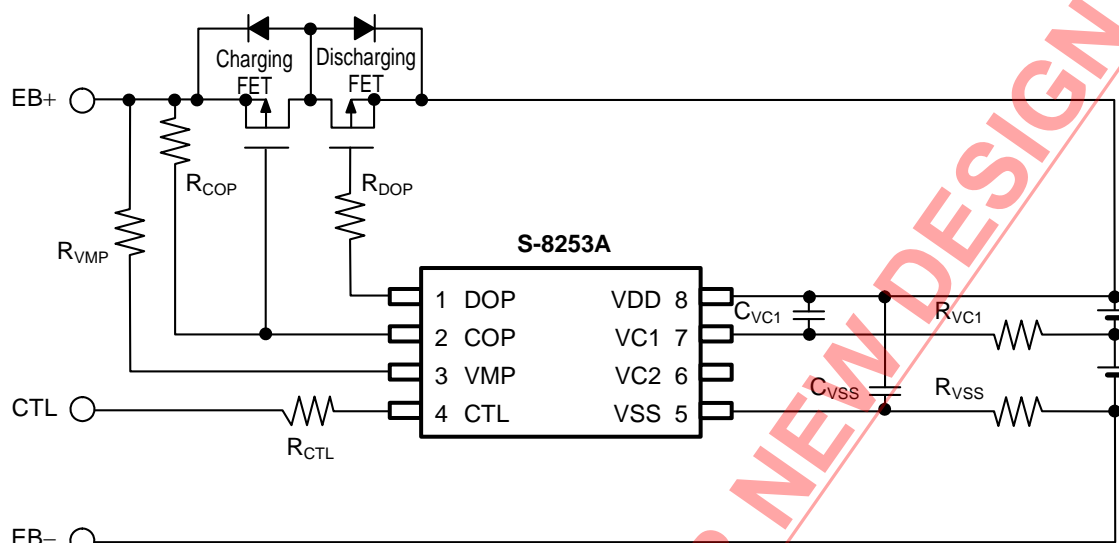 Charging
FET
Discharging
FET
EB+
RCOP
RDOP
RVMP
S-8253A
1 DOP
VDD 8
2 COP
VC1 7
3 VMP
VC2 6
4 CTL
VSS 5
CVC1
RVC1
CVSS
RVSS
CTL
RCTL
EB−
NEW DESIGN